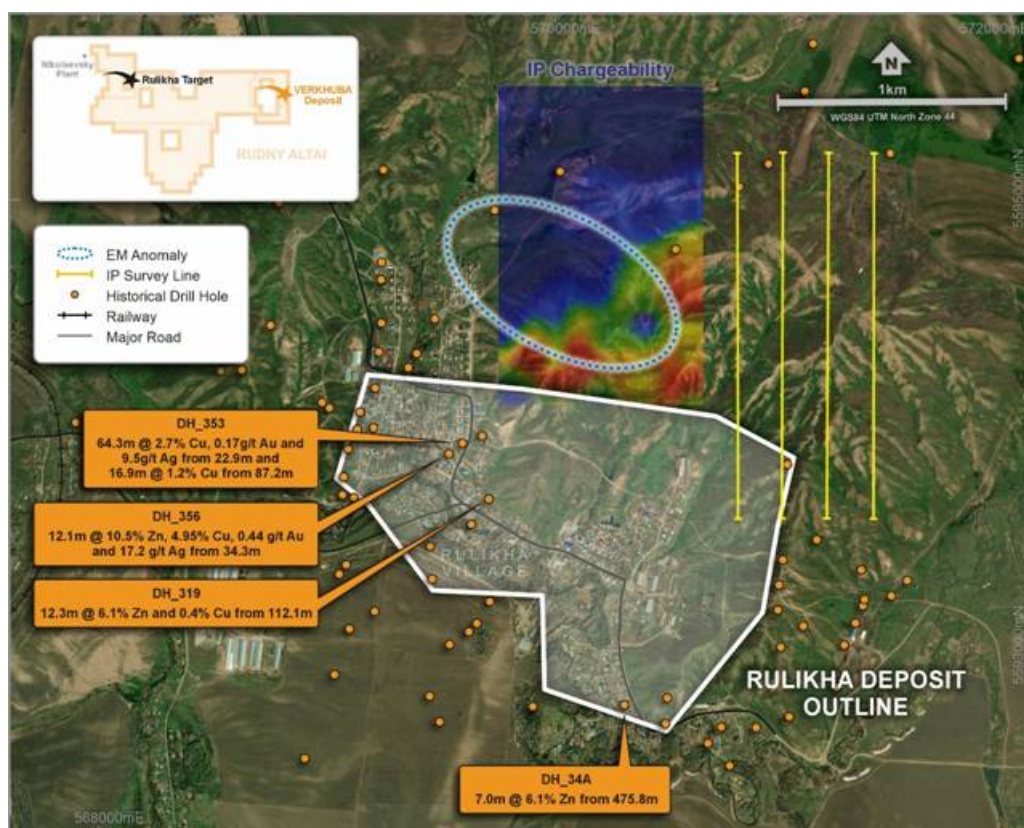 570000mE
572000mE
Nikolaevsky
Plant
Rulikha Target
VERKHUBA
Deposit
RUDNY ALTAI
IP Chargeability
N
1km
WGS84 UTM North Zone 44
5595000mN
EM Anomaly
IP Survey Line
Historical Drill Hole
Railway
Major Road
DH_353
64.3m @ 2.7% Cu, 0.17g/t Au and
9.5g/t Ag from 22.9m and
16.9m @ 1.2% Cu from 87.2m
DH_356
12.1m @ 10.5% Zn, 4.95% Cu, 0.44 g/t Au
and 17.2 g/t Ag from 34.3m
DH_319
12.3m @ 6.1% Zn and 0.4% Cu from 112.1m
RULIKHA
VILLAGE
RULIKHA DEPOSIT
OUTLINE
DH_34A
7.0m @ 6.1% Zn from 475.8m
568000mE